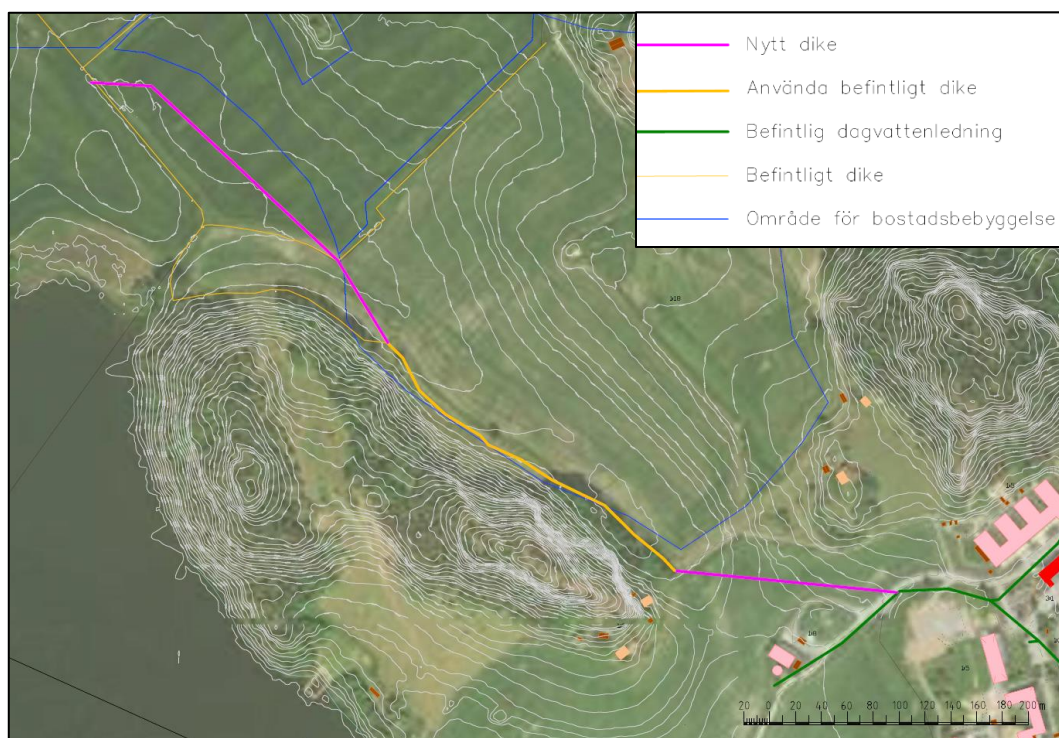 Nytt dike
Använda befintligt dike
Befintlig dagvattenledning
Befintligt dike
Område för bostadsbebyggelse
20 0 20 40 60 80 100 120 140 160 180 200 m